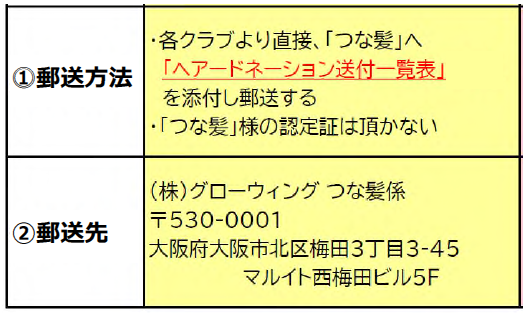 ①郵送方法
・各クラブより直接、「つな髪」へ
「ヘアードネーション送付一覧表」
を添付し郵送する
・「つな髪」様の認定証は頂かない
②郵送先
(株)グローウィング つな髪係
〒530-0001
大阪府大阪市北区梅田3丁目3-45
マルイト西梅田ビル5F